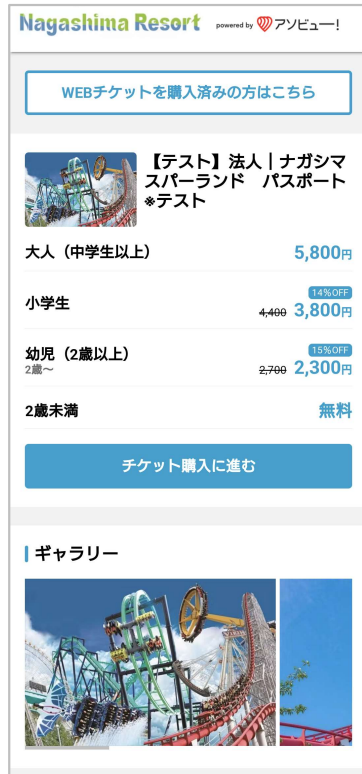 Nagashima Resort powered by アソビュー!
WEBチケットを購入済みの方はこちら
【テスト】法人|ナガシマ
スパーランド パスポート
※テスト
大人（中学生以上） 5,800円
14%OFF
小学生 4,400 3,800円
幼児（2歳以上） 15%OFF
2歳～ 2,700 2,300円
2歳未満 無料
チケット購入に進む
ギャラリー